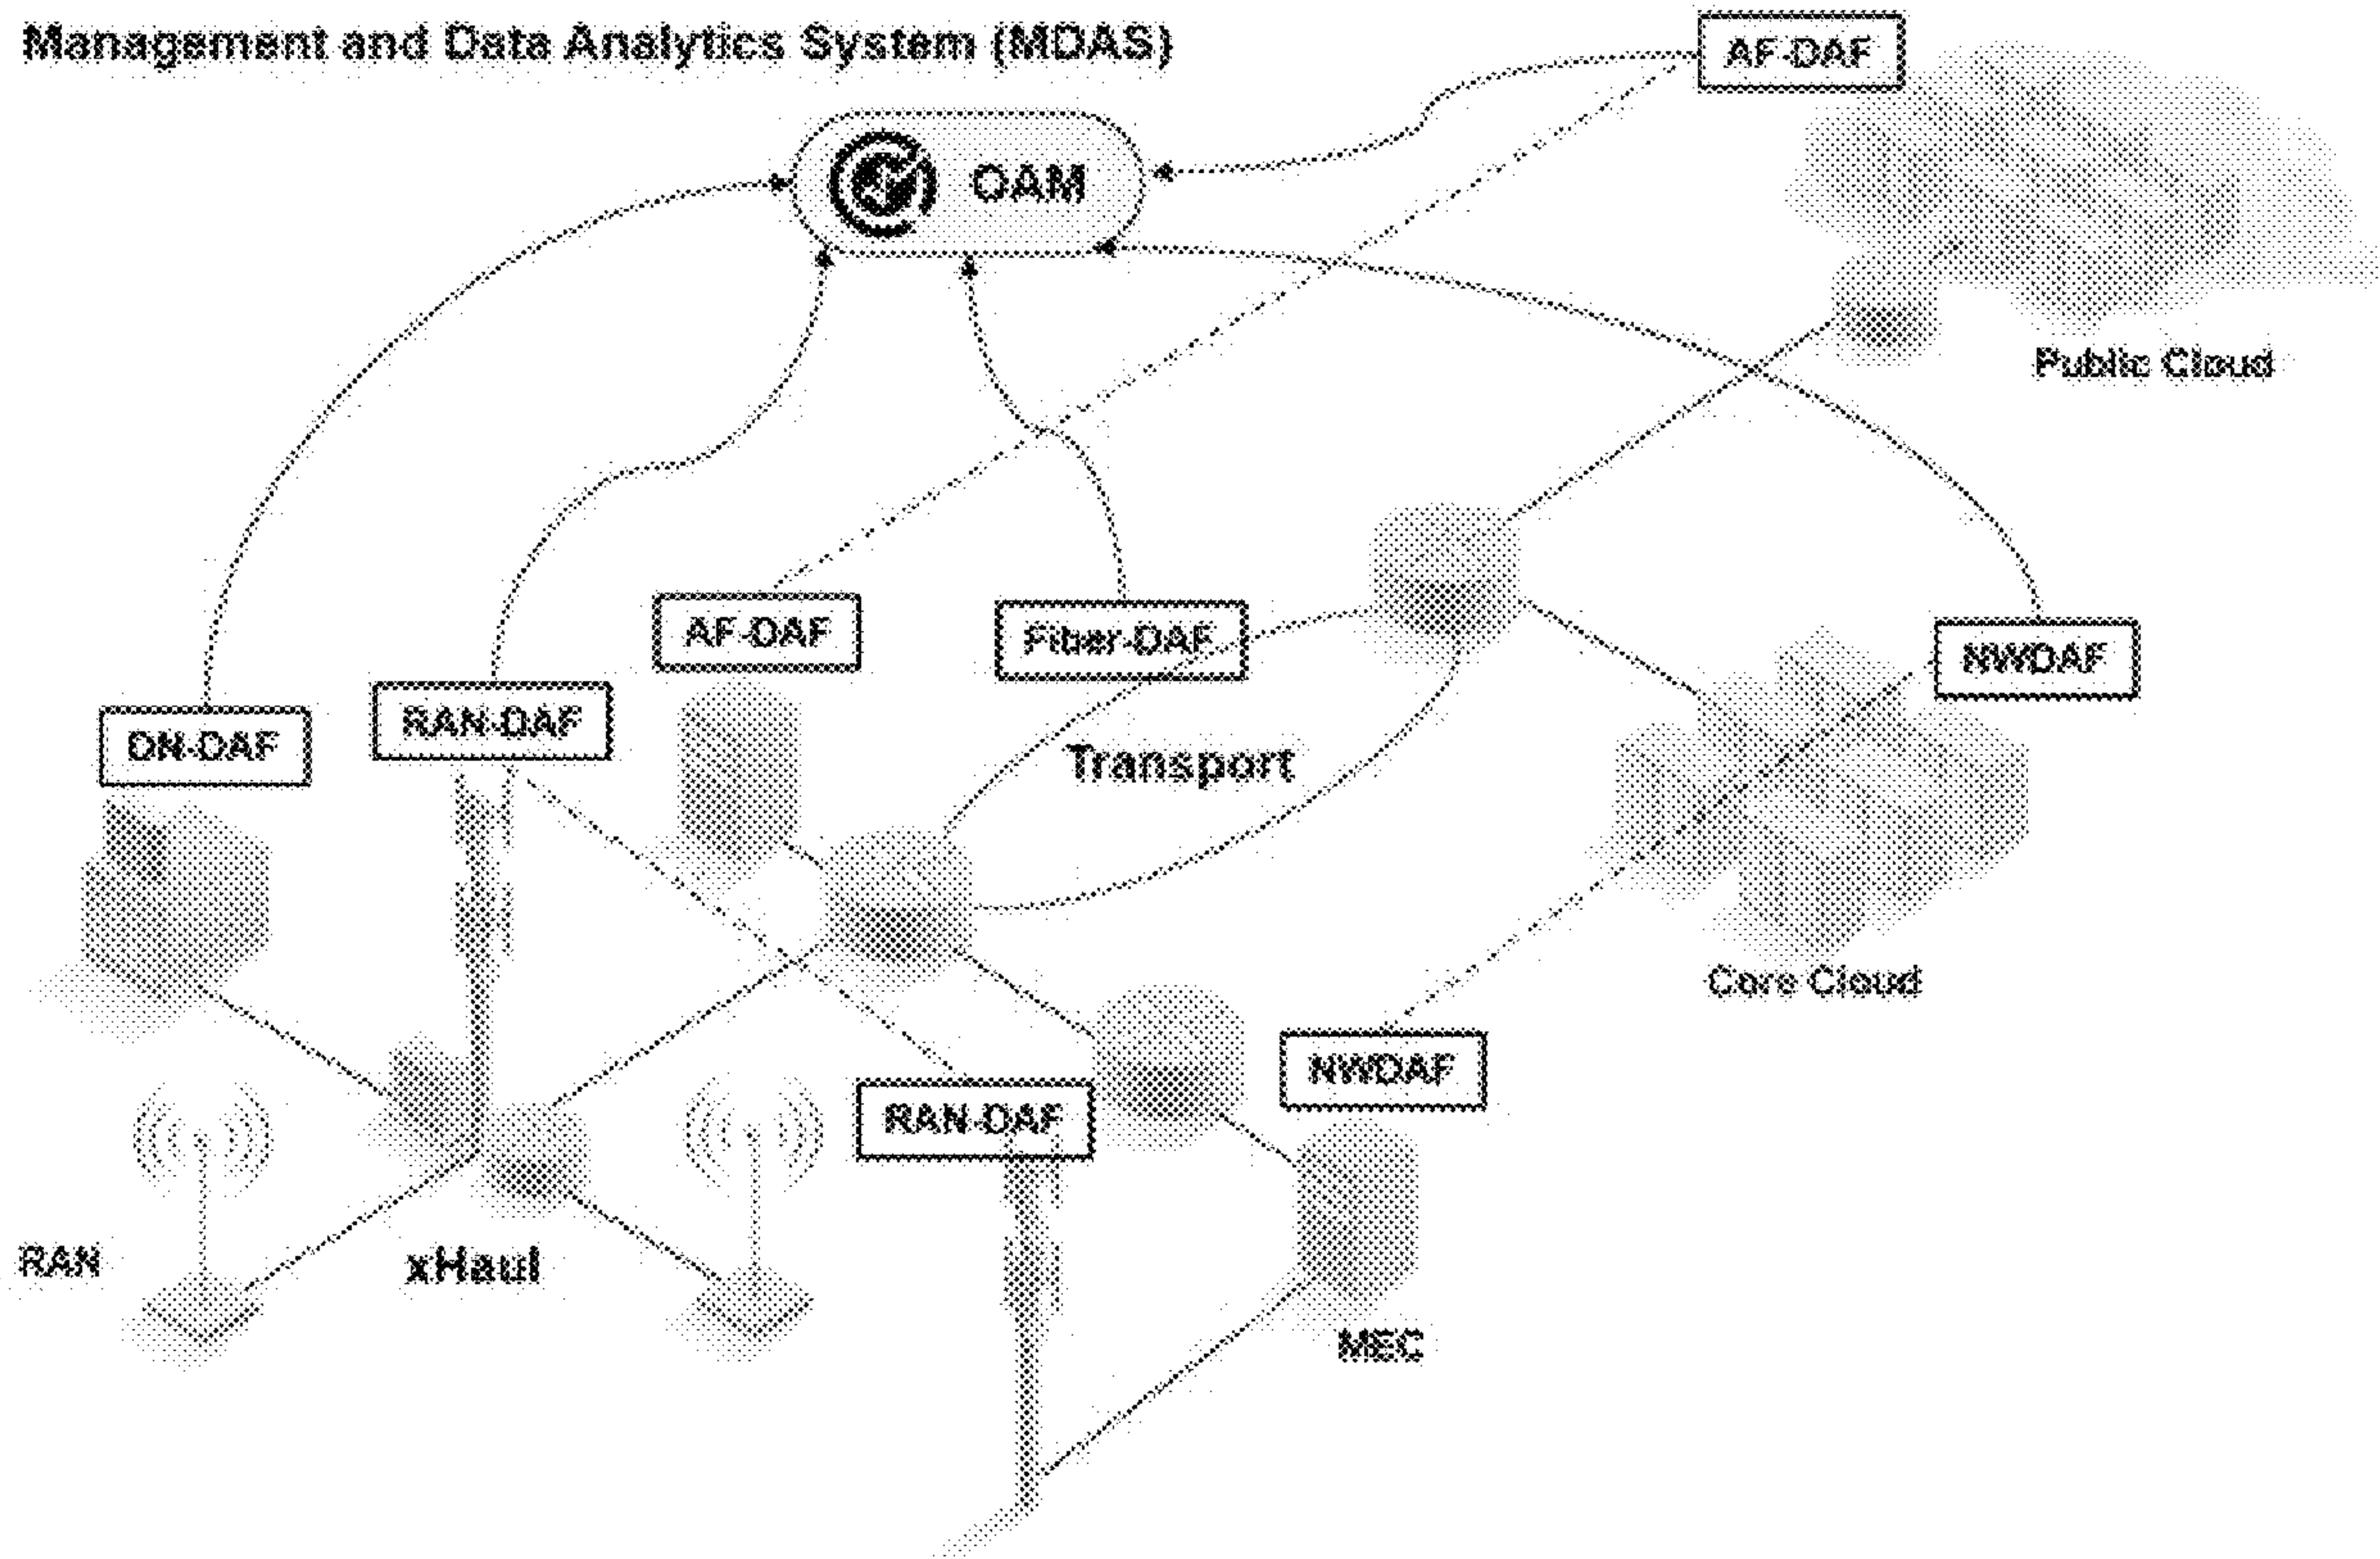 Management and Data Analytics System (MDAS)
AF-DAF
OAM
Public Cloud
AF-DAF
Fiber-DAF
NWDAF
RAN-DAF
DN-DAF
Transport
Core Cloud
NWDAF
RAN-DAF
RAN
xHaul
MEC